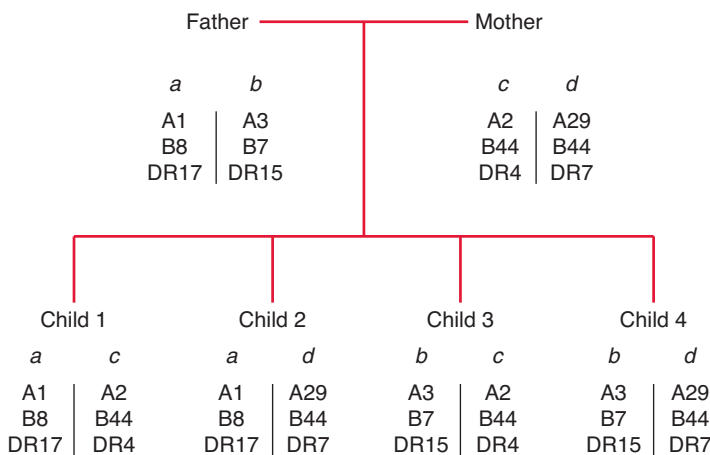 Father Mother
a b c d
A1 A3 A2 A29
B8 B7 B44 B44
DR17 DR15 DR4 DR7
Child 1 Child 2 Child 3 Child 4
a c a d b c b d
A1 A2 A1 A29 A3 A2 A3 A29
B8 B44 B8 B44 B7 B44 B7 B44
DR17 DR4 DR17 DR7 DR15 DR4 DR15 DR7